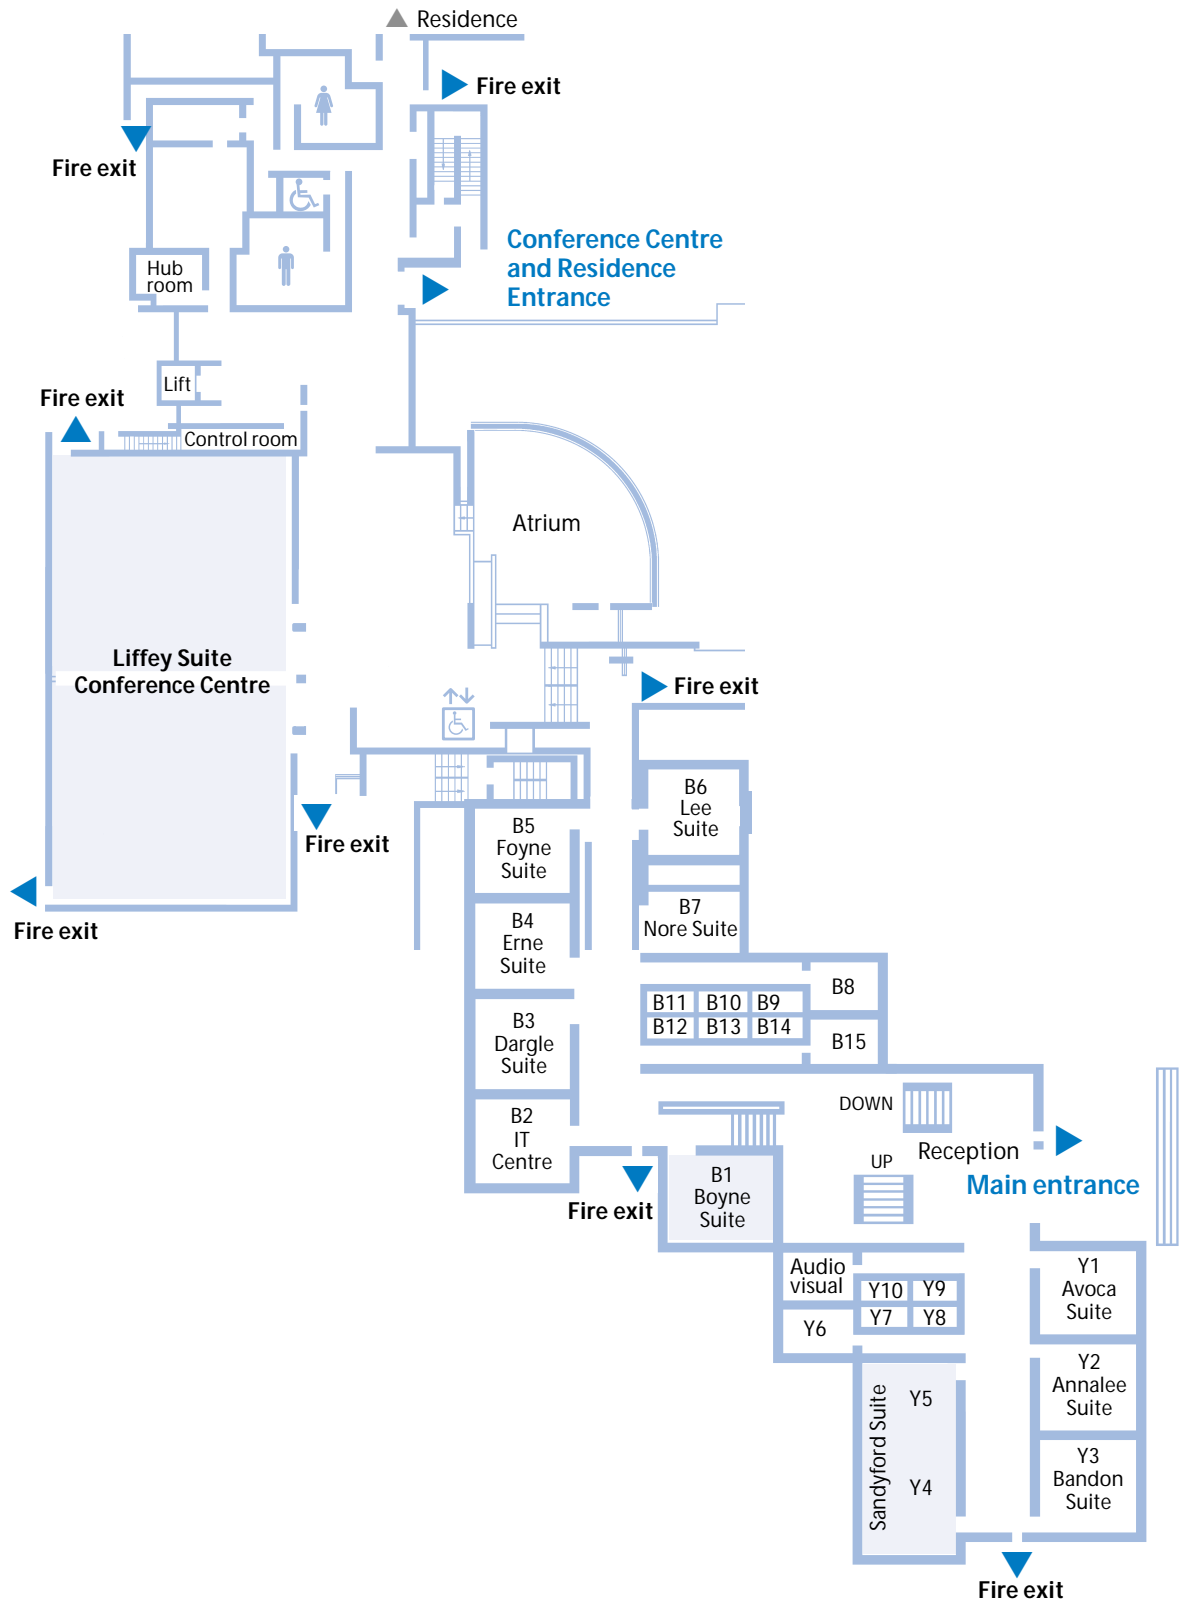 Residence
Fire exit
Fire exit
Conference Centre
and Residence
Entrance
Hub
room
Lift
Fire exit
Control room
Atrium
Liffey Suite
Conference Centre
Fire exit
B6
Lee
Suite
B5
Foyne
Suite
Fire exit
Fire exit
B7
Nore Suite
B4
Erne
Suite
B8
B11
B10
B9
B12
B13
B14
B15
B3
Dargle
Suite
DOWN
B2
IT
Centre
Reception
UP
Main entrance
B1
Boyne
Suite
Fire exit
Audio
visual
Y10
Y9
Y7
Y8
Y6
Y1
Avoca
Suite
Y2
Annalee
Suite
Sandyford Suite
Y5
Y4
Y3
Bandon
Suite
Fire exit